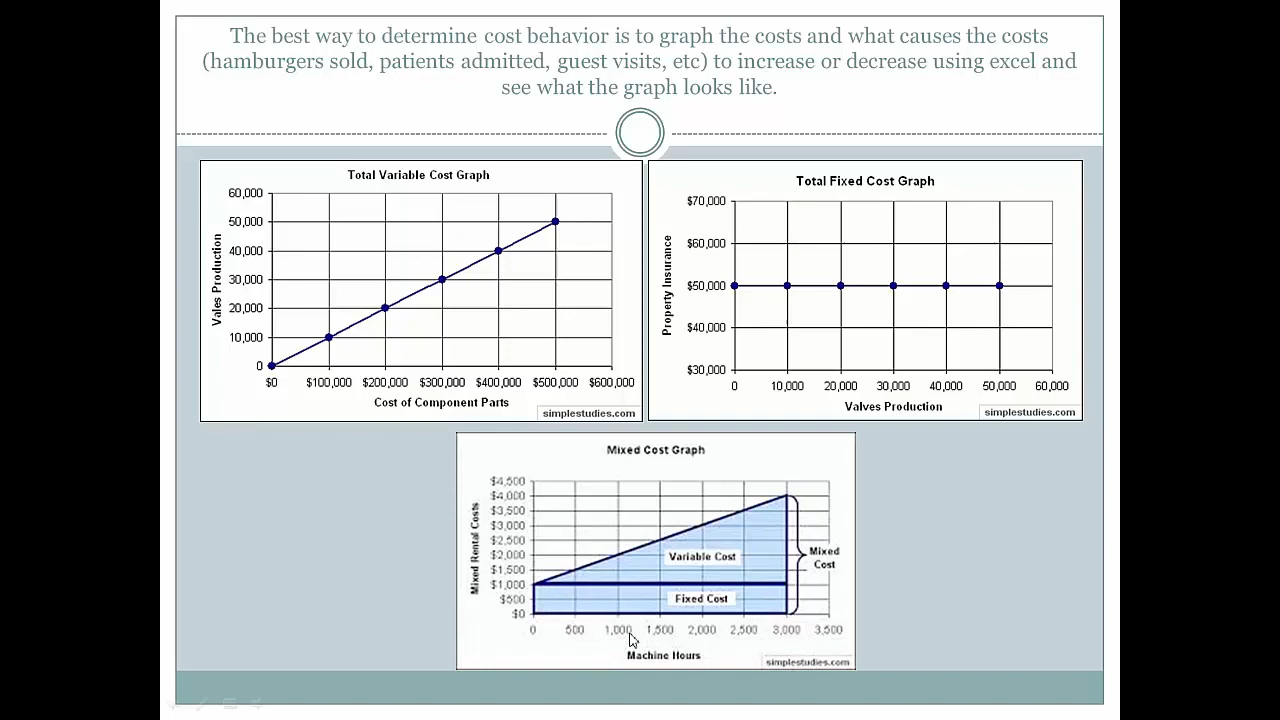 The best way to determine cost behavior is to graph the costs and what causes the costs
(hamburgers sold, patients admitted, guest visits, etc) to increase or decrease using excel and
see what the graph looks like.
Total Variable Cost Graph
Vales Production
60,000
50,000
40,000
30,000
20,000
10,000
0
$0 $100,000 $200,000 $300,000 $400,000 $500,000 $600,000
Cost of Component Parts
simplestudies.com
Total Fixed Cost Graph
Property Insurance
$70,000
$60,000
$50,000
$40,000
$30,000
0 10,000 20,000 30,000 40,000 50,000 60,000
Valves Production
simplestudies.com
Mixed Cost Graph
Mixed Rental Costs
$4,500
$4,000
$3,500
$3,000
$2,500
$2,000
$1,500
$1,000
$500
$0
Variable Cost
Fixed Cost
Mixed
Cost
0 500 1,000 1,500 2,000 2,500 3,000 3,500
Machine Hours
simplestudies.com